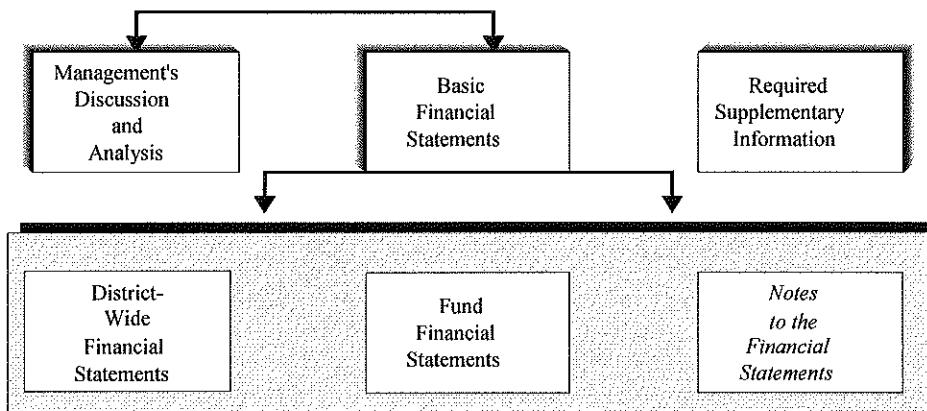 Management's
Discussion
and
Analysis
Basic
Financial
Statements
Required
Supplementary
Information
District-
Wide
Financial
Statements
Fund
Financial
Statements
Notes
to the
Financial
Statements